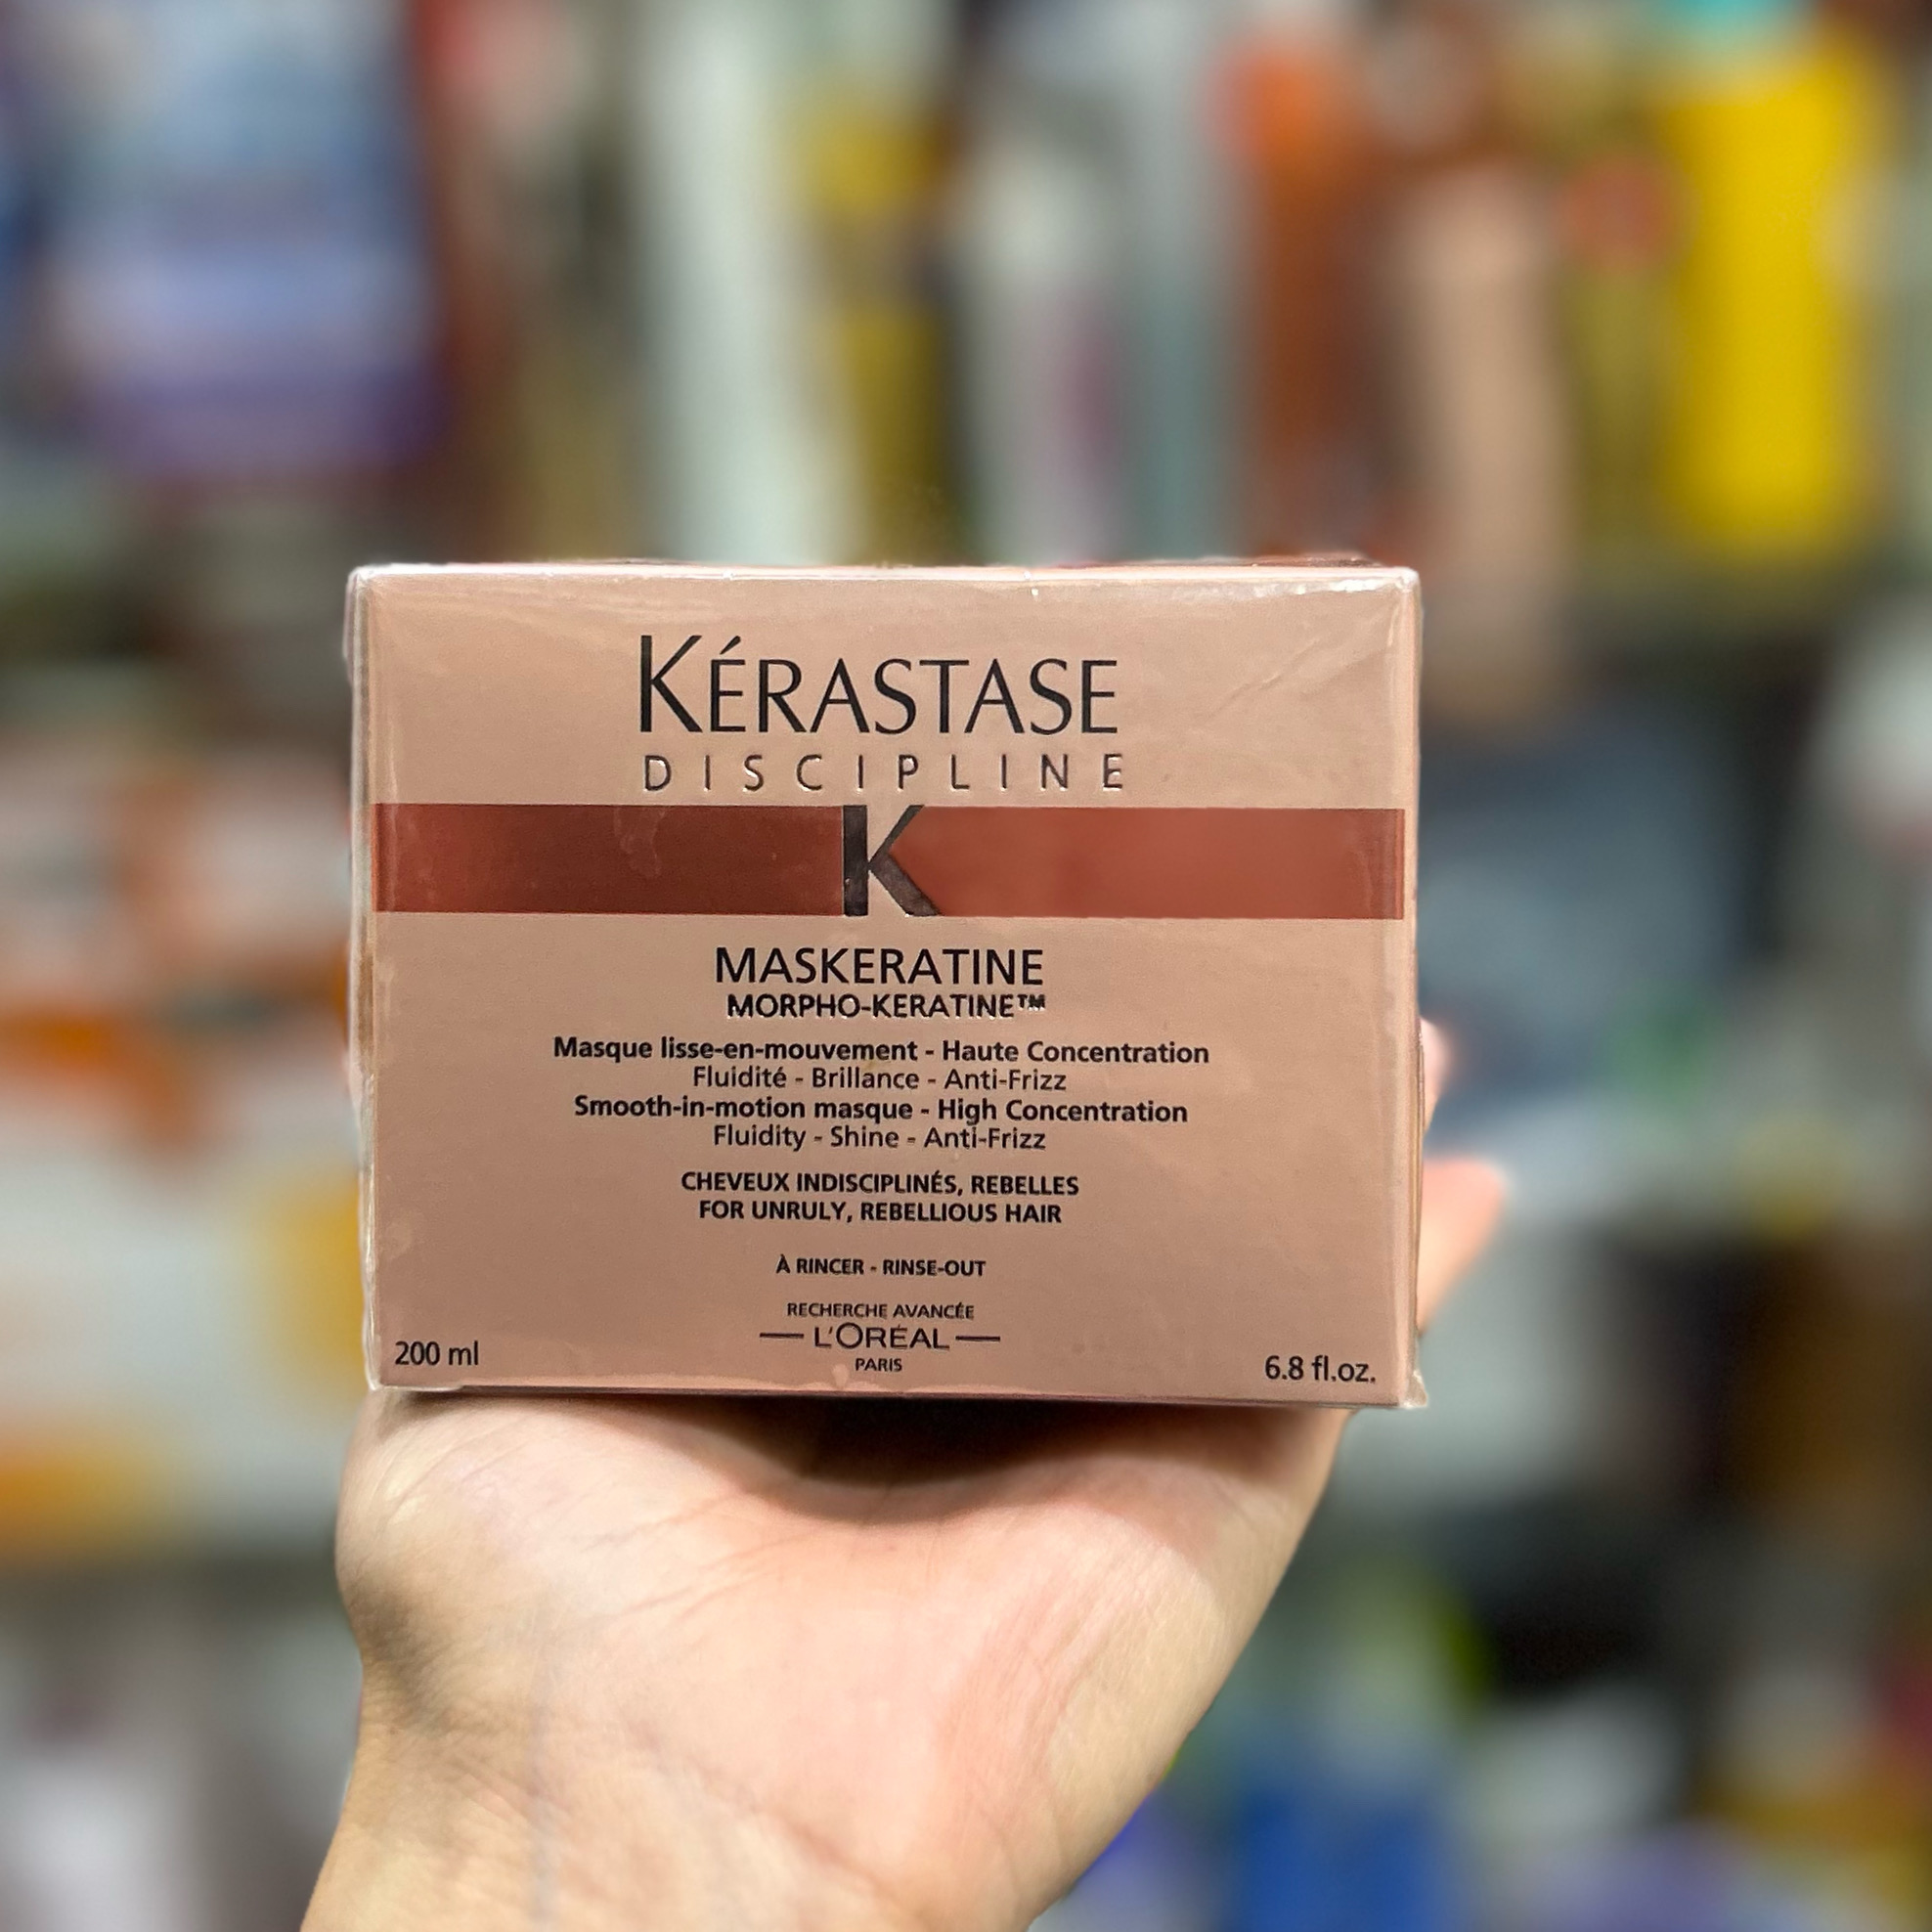 KÉRASTASE
DISCIPLINE
K
MASKERATINE
MORPHO-KERATINE™
Masque lisse-en-mouvement - Haute Concentration
Fluidité - Brillance - Anti-Frizz
Smooth-in-motion masque - High Concentration
Fluidity - Shine - Anti-Frizz
CHEVEUX INDISCIPLINÉS, REBELLES
FOR UNRULY, REBELLIOUS HAIR
À RINCER - RINSE-OUT
RECHERCHE AVANCÉE
L'ORÉAL
PARIS
200 ml 6.8 fl.oz.